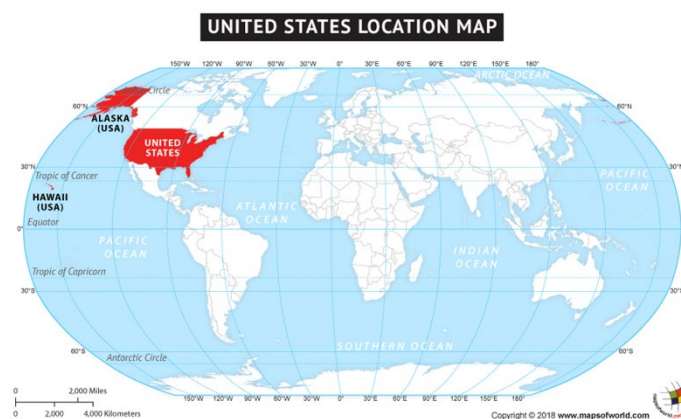 UNITED STATES LOCATION MAP
150°W 120°W 90°W 60°W 30°W 0° 30°E 60°E 90°E 120°E 150°E 180°
ARCTIC OCEAN
Circle
60°N
60°N
ALASKA
(USA)
UNITED
STATES
30°N
30°N
Tropic of Cancer
PACIFIC
OCEAN
HAWAII
(USA)
ATLANTIC
OCEAN
Equator
0°
0°
PACIFIC
OCEAN
INDIAN
OCEAN
Tropic of Capricorn
30°S
30°S
SOUTHERN OCEAN
60°S
60°S
Antarctic Circle
180°W 150°W 120°W 90°W 60°W 30°W 0° 30°E 60°E 90°E 120°E 150°E 180°E
0 2,000 Miles
0 2,000 4,000 Kilometers
Copyright © 2018 www.mapsofworld.com